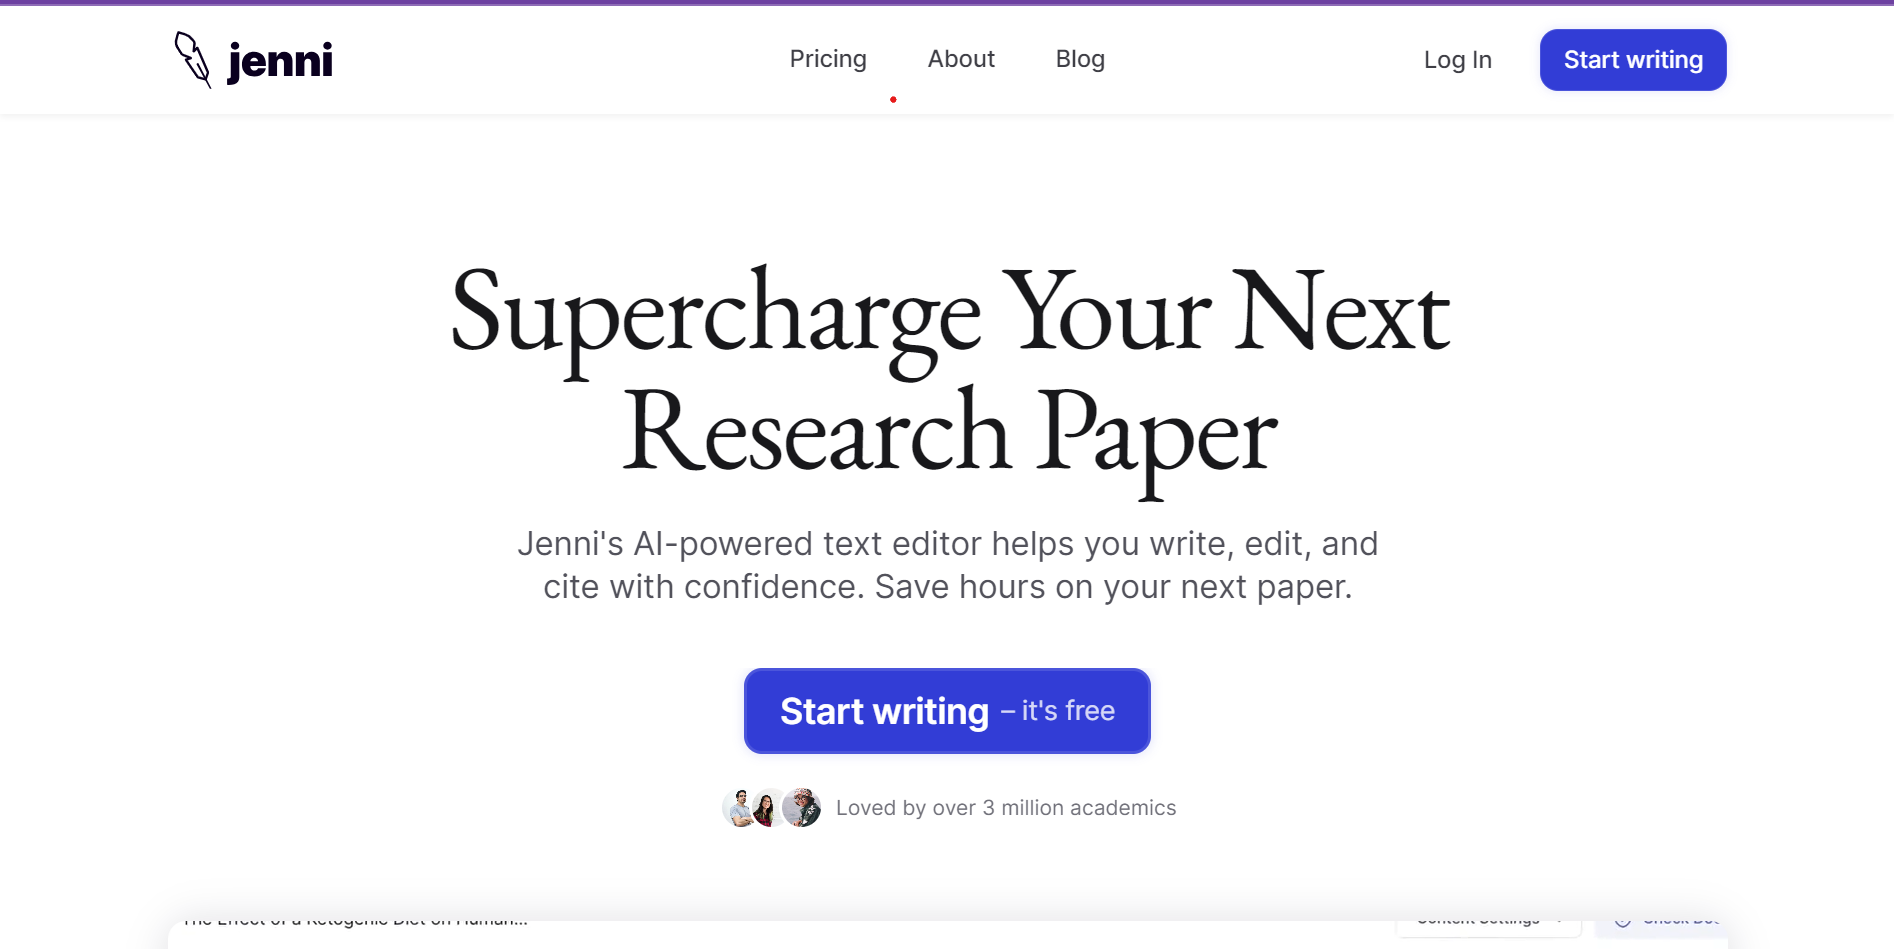 jenni
Pricing
About
Blog
Log In
Start writing
Supercharge Your Next
Research Paper
Jenni's AI-powered text editor helps you write, edit, and
cite with confidence. Save hours on your next paper.
Start writing – it's free
Loved by over 3 million academics
The Effect of a Ketogenic Diet on Human...
Content Settings
Check